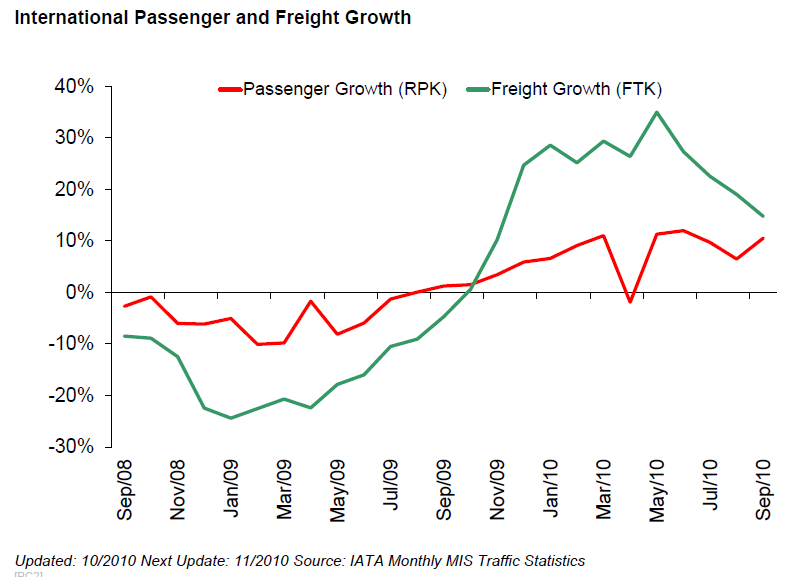 International Passenger and Freight Growth
Passenger Growth (RPK) Freight Growth (FTK)
40%
30%
20%
10%
0%
-10%
-20%
-30%
Sep/08 Nov/08 Jan/09 Mar/09 May/09 Jul/09 Sep/09 Nov/09 Jan/10 Mar/10 May/10 Jul/10 Sep/10
Updated: 10/2010 Next Update: 11/2010 Source: IATA Monthly MIS Traffic Statistics